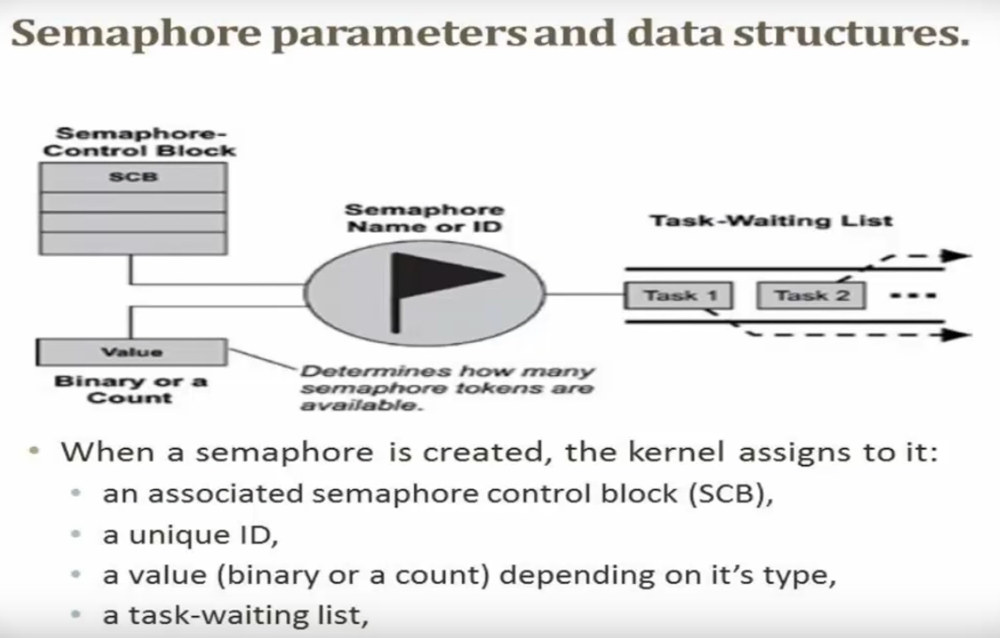 Semaphore parameters and data structures.
Semaphore-
Control Block
SCB
Semaphore
Name or ID
Task-Waiting List
Task 1
Task 2
Value
Binary or a
Count
Determines how many
semaphore tokens are
available.
• When a semaphore is created, the kernel assigns to it:
• an associated semaphore control block (SCB),
• a unique ID,
• a value (binary or a count) depending on it's type,
• a task-waiting list,